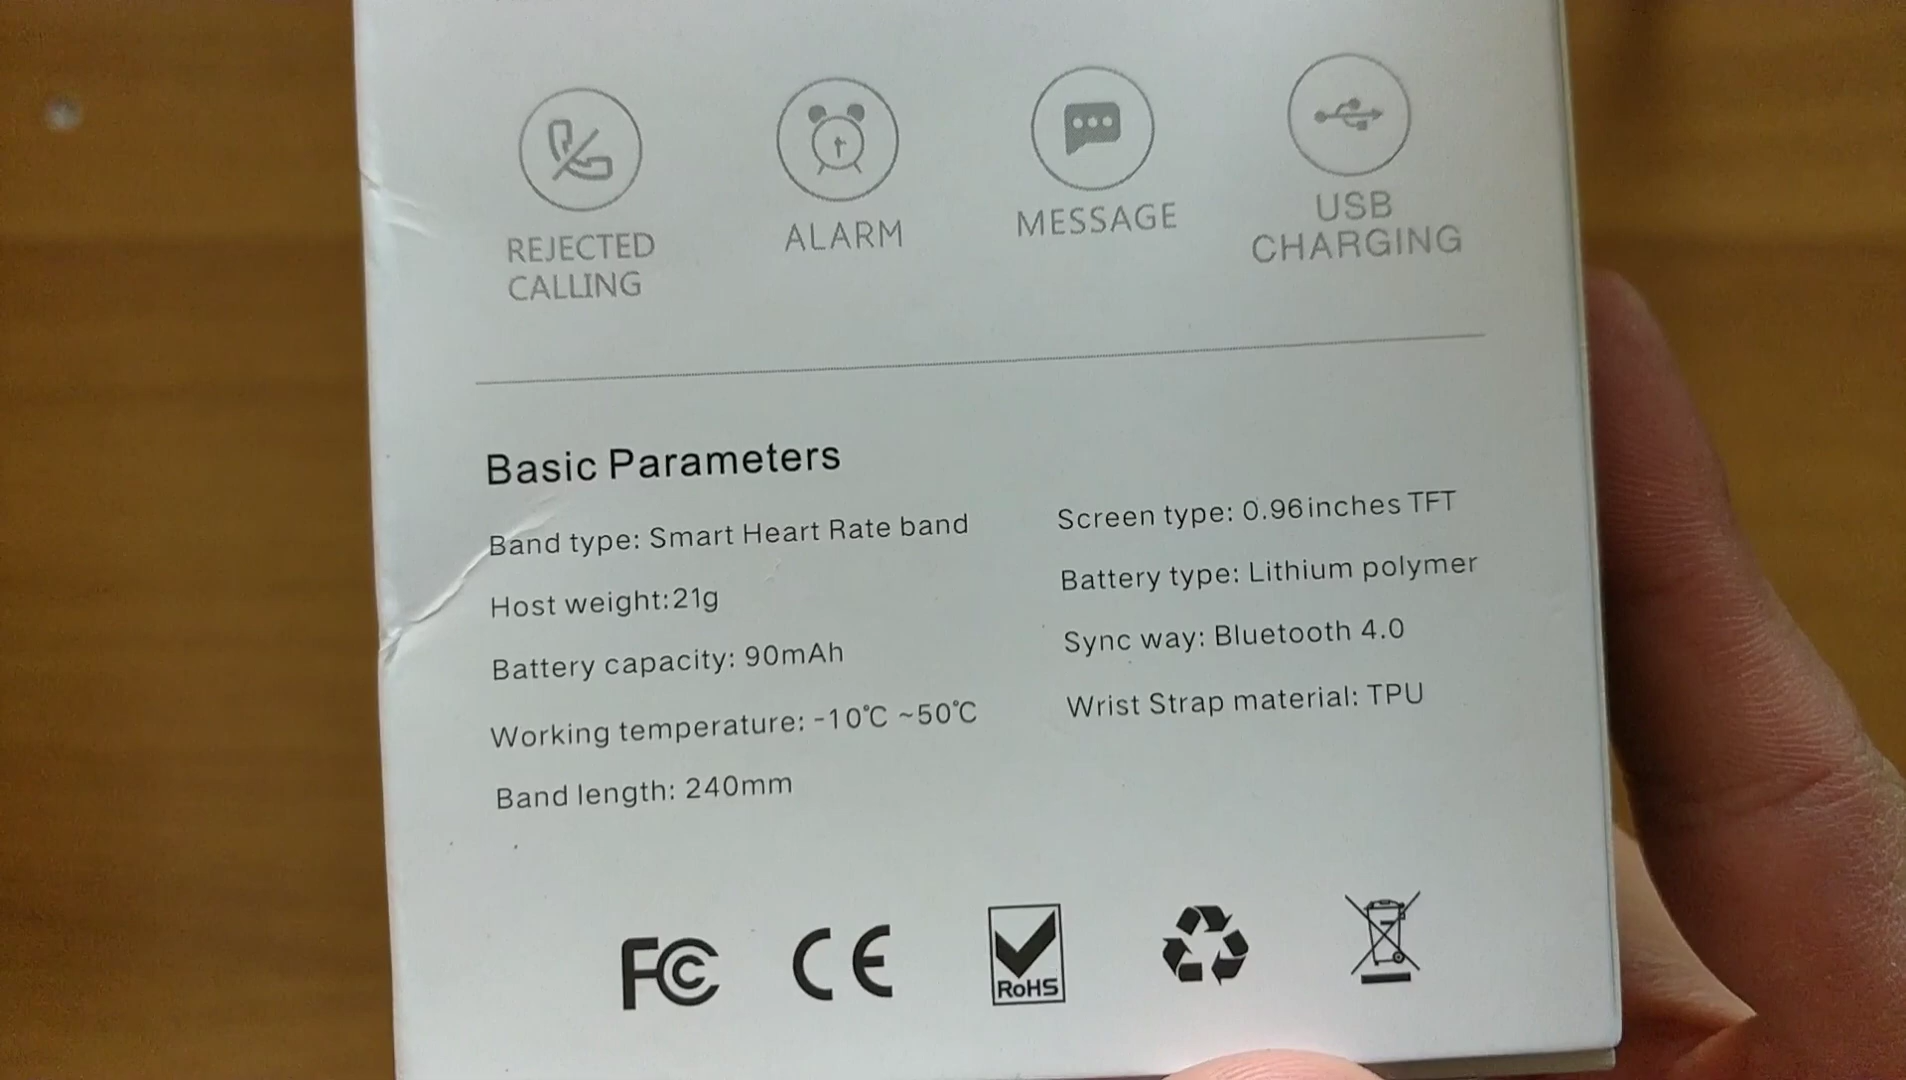 REJECTED
CALLING
ALARM
MESSAGE
USB
CHARGING
Basic Parameters
Band type: Smart Heart Rate band
Host weight:21g
Battery capacity: 90mAh
Working temperature: -10℃ ~50℃
Band length: 240mm
Screen type: 0.96inches TFT
Battery type: Lithium polymer
Sync way: Bluetooth 4.0
Wrist Strap material: TPU
FC
CE
RoHS